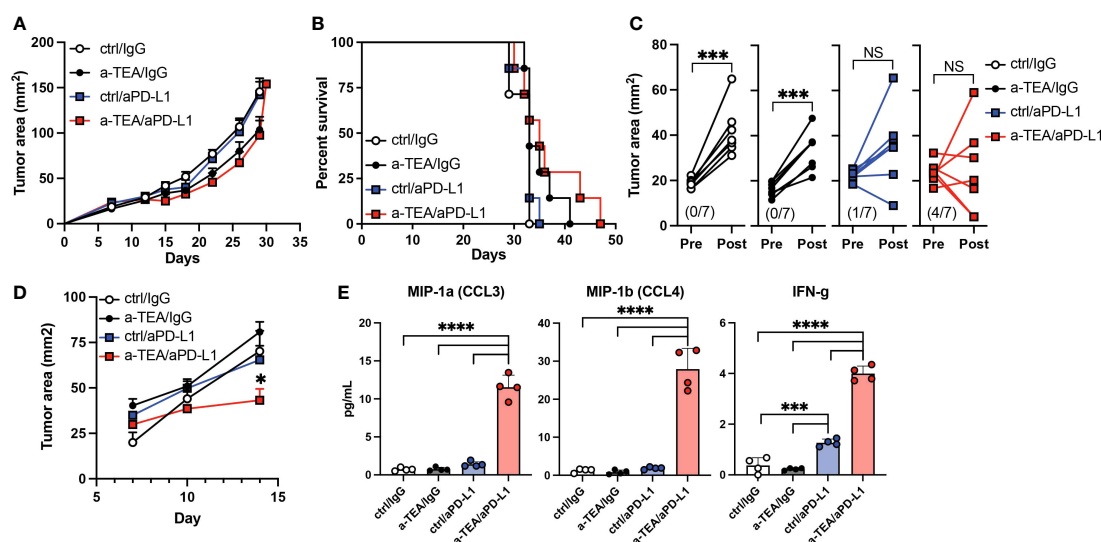 A
Tumor area (mm²)
200
150
100
50
0
0 5 10 15 20 25 30 35
Days
ctrl/IgG
a-TEA/IgG
ctrl/aPD-L1
a-TEA/aPD-L1
B
Percent survival
100
75
50
25
0
0 10 20 30 40 50
Days
ctrl/IgG
a-TEA/IgG
ctrl/aPD-L1
a-TEA/aPD-L1
C
Tumor area (mm²)
80
60
40
20
0
***
(0/7)
Pre Post
***
(0/7)
Pre Post
NS
(1/7)
Pre Post
NS
(4/7)
Pre Post
ctrl/IgG
a-TEA/IgG
ctrl/aPD-L1
a-TEA/aPD-L1
D
Tumor area (mm2)
100
75
50
25
0
5 10 15
Day
ctrl/IgG
a-TEA/IgG
ctrl/aPD-L1
a-TEA/aPD-L1
*
E
MIP-1a (CCL3)
pg/mL
20
15
10
5
0
****
ctrl/IgG
a-TEA/IgG
ctrl/aPD-L1
a-TEA/aPD-L1
MIP-1b (CCL4)
40
30
20
10
0
****
ctrl/IgG
a-TEA/IgG
ctrl/aPD-L1
a-TEA/aPD-L1
IFN-g
6
4
2
0
****
***
ctrl/IgG
a-TEA/IgG
ctrl/aPD-L1
a-TEA/aPD-L1